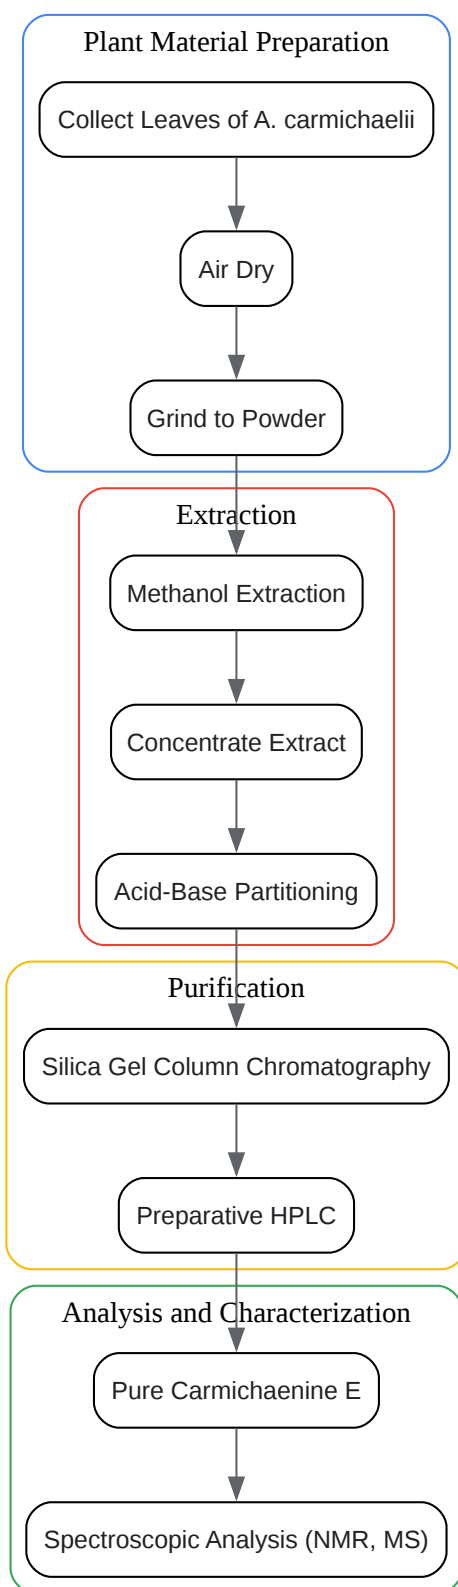 Plant Material Preparation
Collect Leaves of A. carmichaelii
Air Dry
Grind to Powder
Extraction
Methanol Extraction
Concentrate Extract
Acid-Base Partitioning
Purification
Silica Gel Column Chromatography
Preparative HPLC
Analysis and Characterization
Pure Carmichaenine E
Spectroscopic Analysis (NMR, MS)